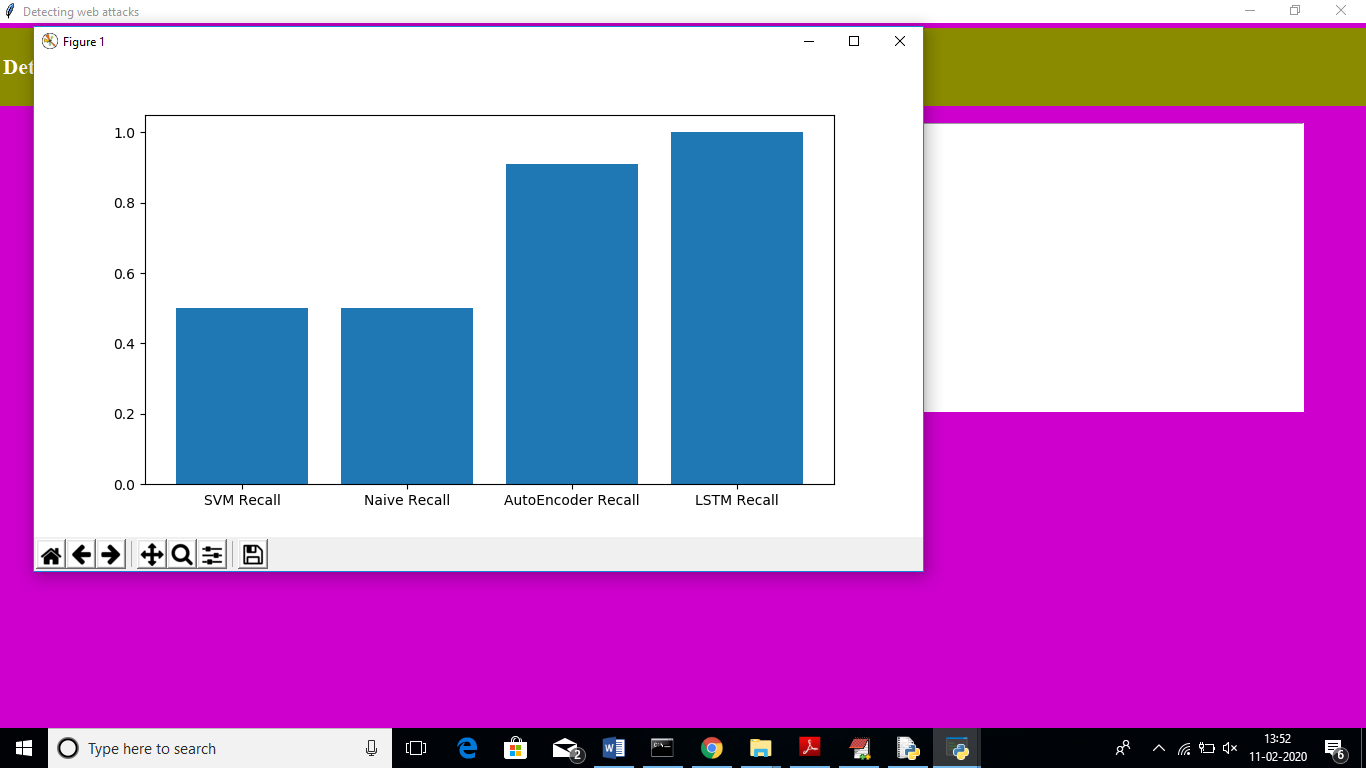 Detecting web attacks
Figure 1
Det
1.0
0.8
0.6
0.4
0.2
0.0
SVM Recall Naive Recall AutoEncoder Recall LSTM Recall
Type here to search
2
13:52
11-02-2020
6